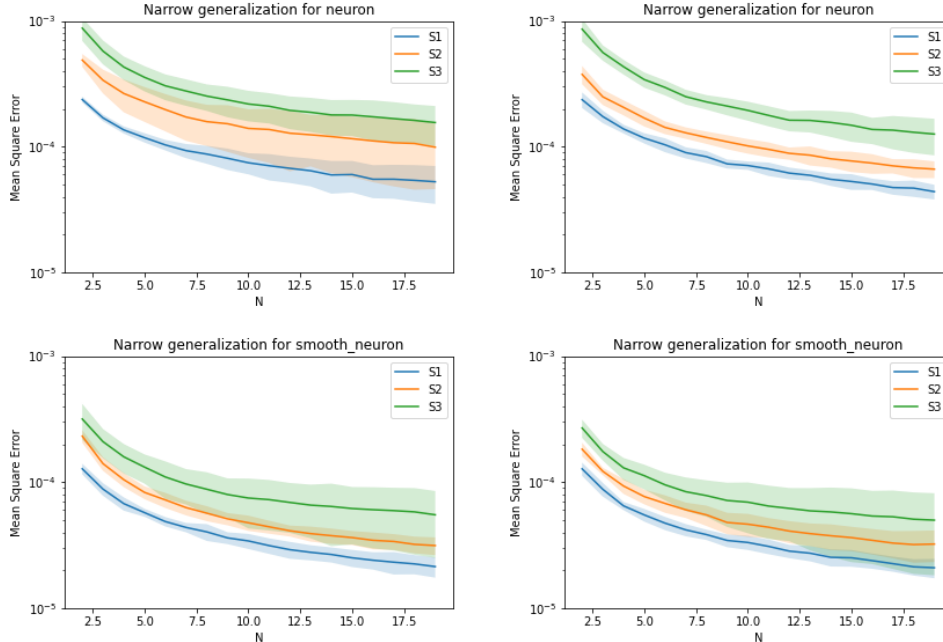 Narrow generalization for neuron
Mean Square Error
10^-3
10^-4
10^-5
S1
S2
S3
2.5 5.0 7.5 10.0 12.5 15.0 17.5
N
Narrow generalization for neuron
Mean Square Error
10^-3
10^-4
10^-5
S1
S2
S3
2.5 5.0 7.5 10.0 12.5 15.0 17.5
N
Narrow generalization for smooth_neuron
Mean Square Error
10^-3
10^-4
10^-5
S1
S2
S3
2.5 5.0 7.5 10.0 12.5 15.0 17.5
N
Narrow generalization for smooth_neuron
Mean Square Error
10^-3
10^-4
10^-5
S1
S2
S3
2.5 5.0 7.5 10.0 12.5 15.0 17.5
N